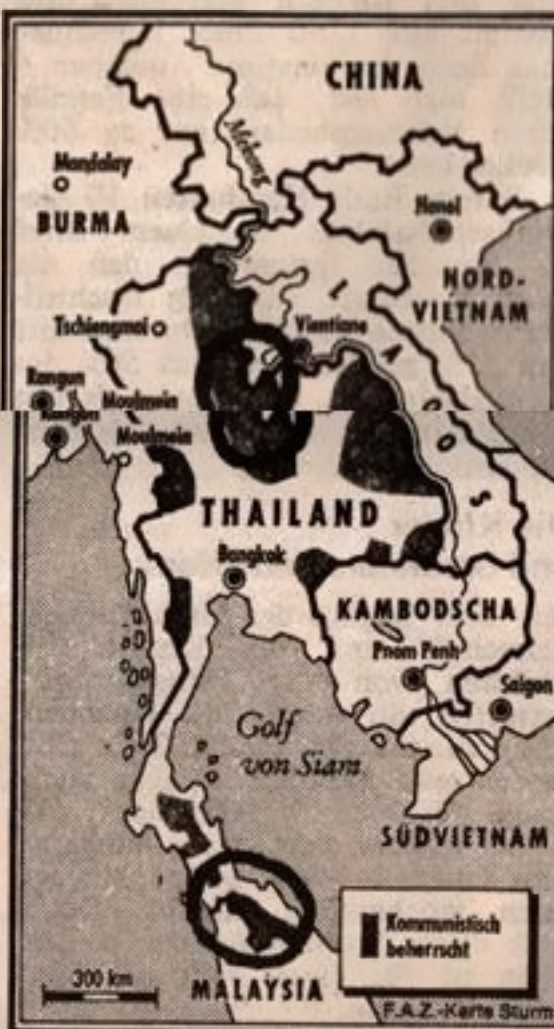 CHINA
Mekong
Mandalay
BURMA
Hanoi
NORD-
VIETNAM
LAOS
Tschiengmai
Vientiane
Rangun
Moulmein
Rangun
Moulmein
THAILAND
Bangkok
KAMBODSCHA
Pnom Penh
Saigon
Golf
von Siam
SÜDVIETNAM
Kommunistisch
beherrscht
300 km
MALAYSIA
F.A.Z.-Karte Sturm